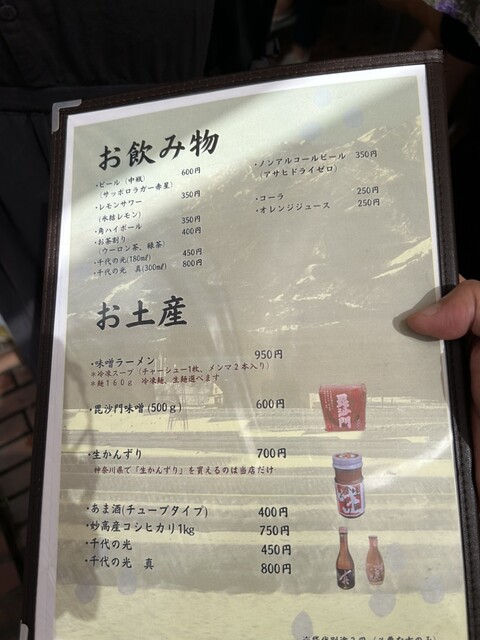 お飲み物
・ビール（中瓶） 600円
（サッポロラガー赤星）
・レモンサワー 350円
（氷結レモン）
・角ハイボール 350円
・お茶割り 400円
（ウーロン茶、緑茶）
・千代の光(180㎖) 450円
・千代の光 真(300㎖) 800円
・ノンアルコールビール 350円
（アサヒドライゼロ）
・コーラ 250円
・オレンジジュース 250円
お土産
・味噌ラーメン 950円
＊冷凍スープ（チャーシュー1枚、メンマ２本入り）
＊麺１６０ｇ 冷凍麺、生麺選べます
・毘沙門味噌(500ｇ) 600円
毘沙門
・生かんずり 700円
神奈川県で「生かんずり」を買えるのは当店だけ
・あま酒(チューブタイプ) 400円
・妙高産コシヒカリ1kg 750円
・千代の光 450円
・千代の光 真 800円